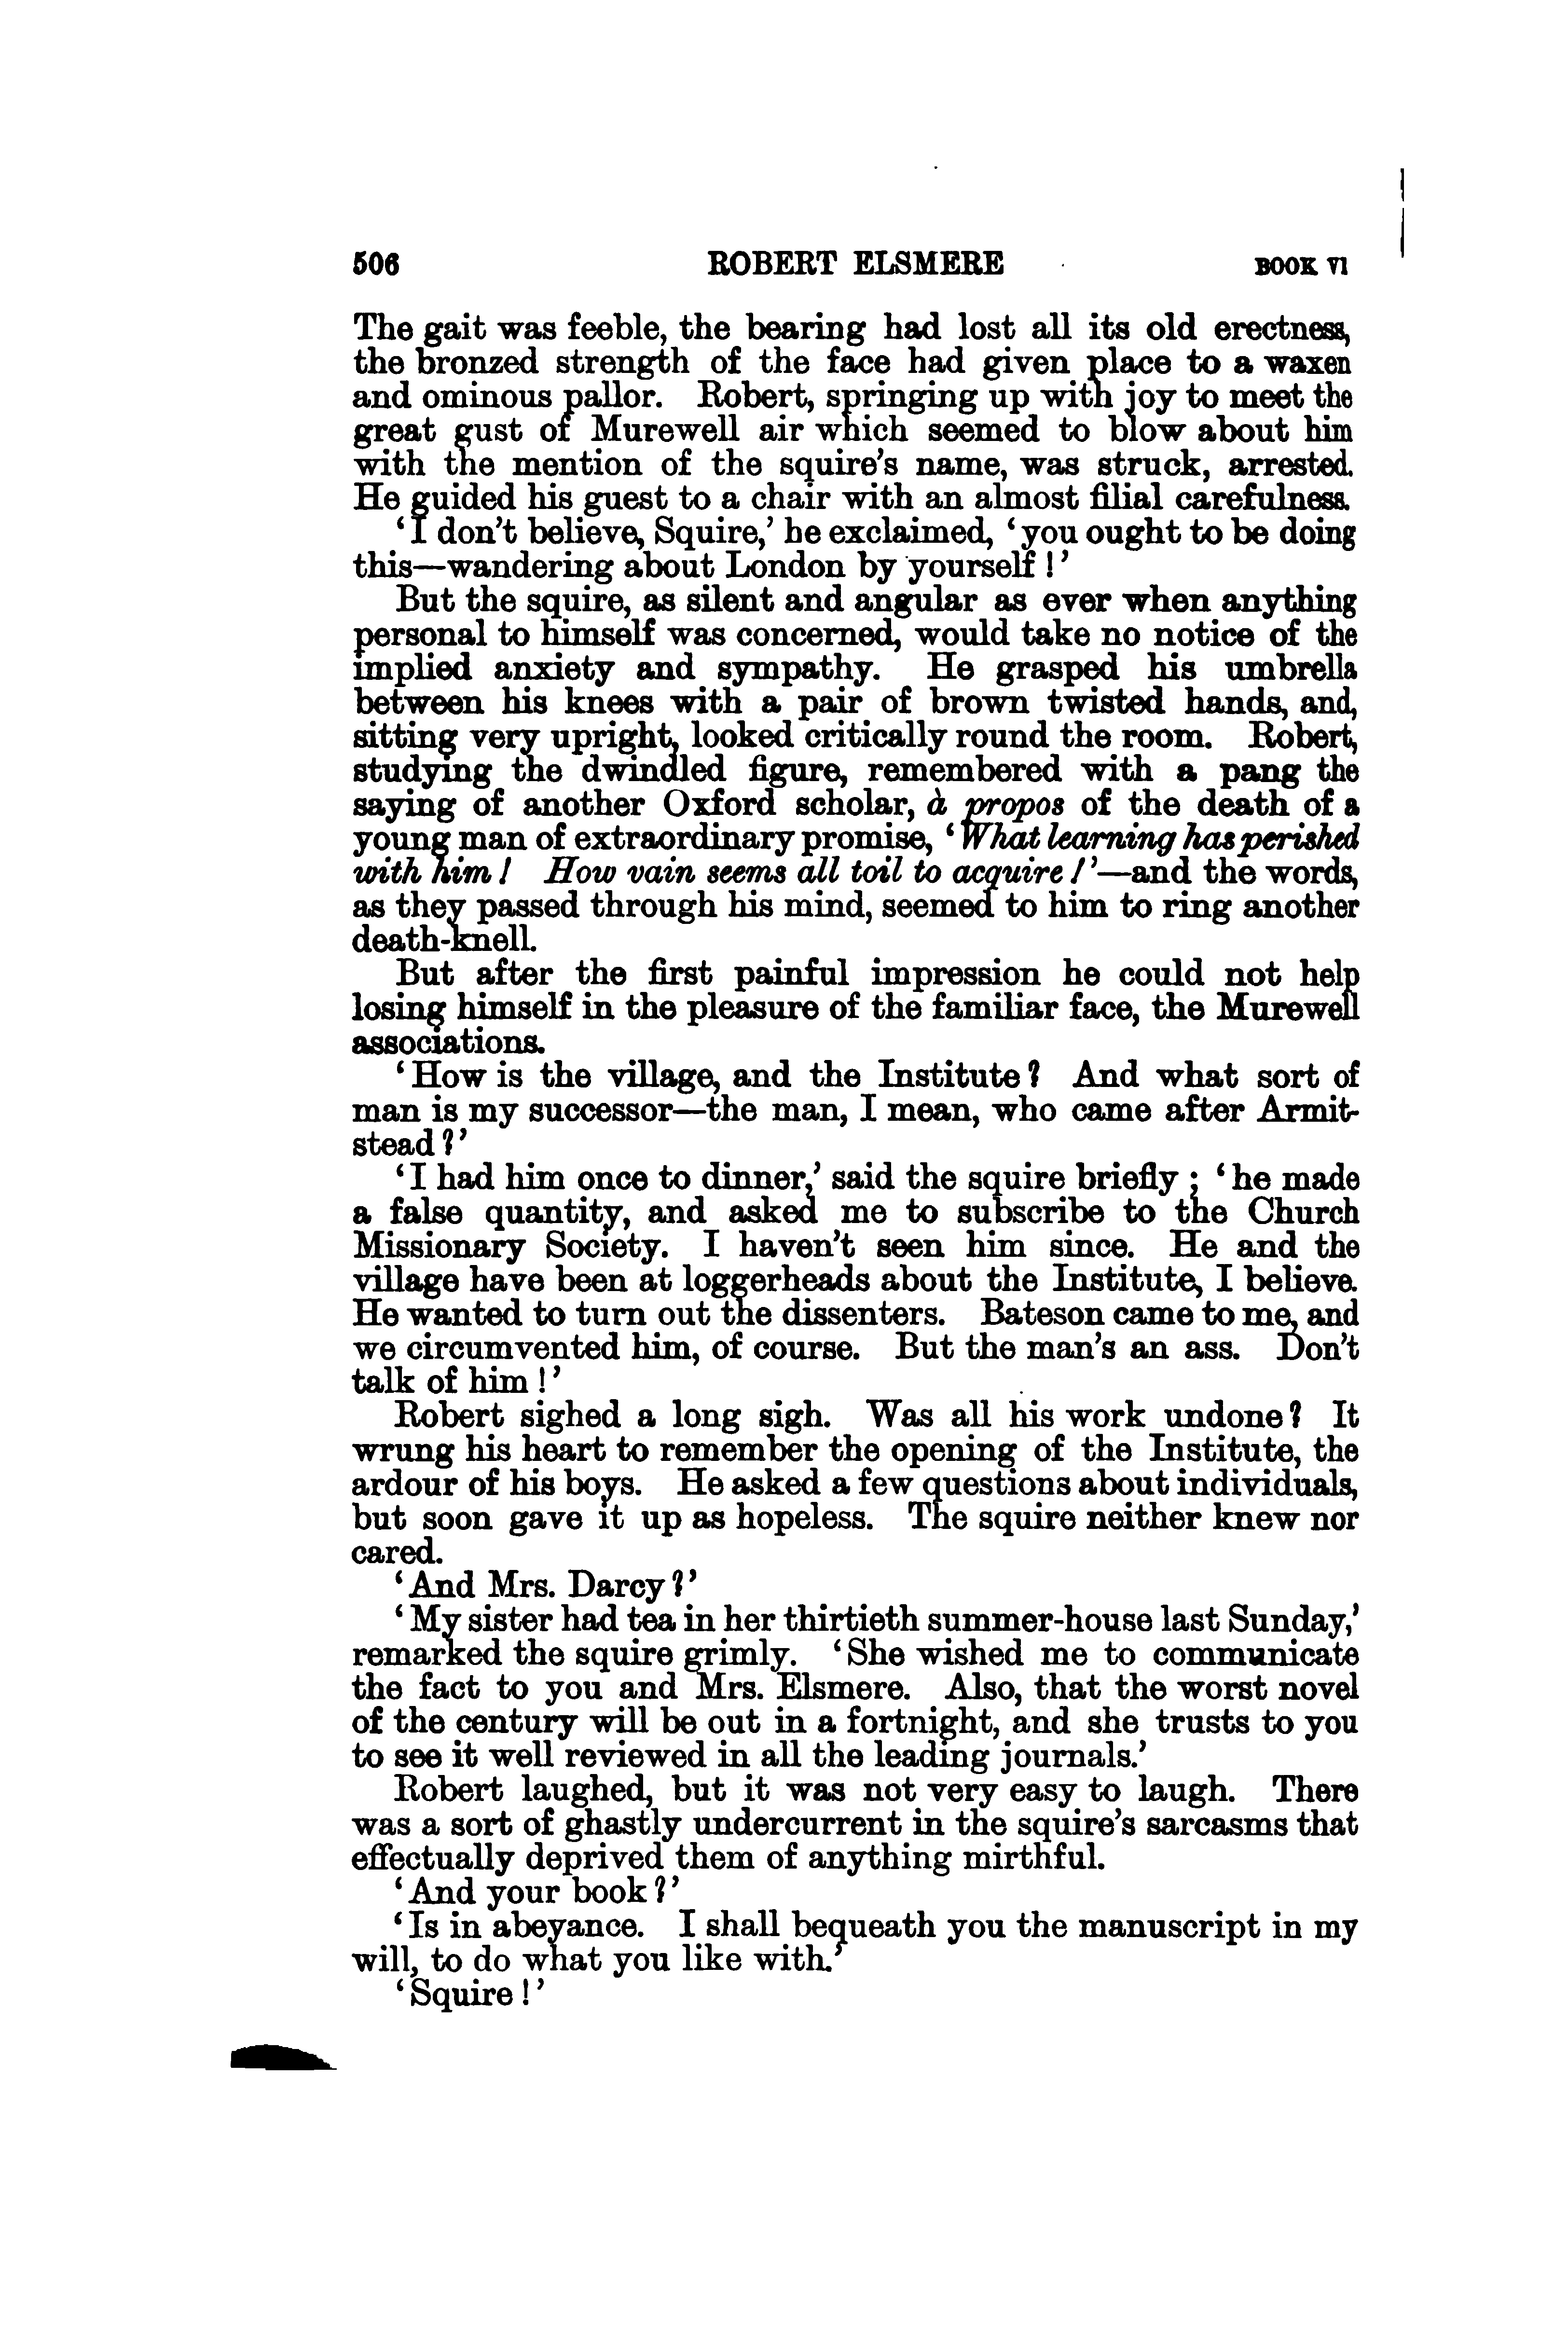 506 ROBERT ELSMERE BOOK VI
The gait was feeble, the bearing had lost all its old erectness,
the bronzed strength of the face had given place to a waxen
and ominous pallor. Robert, springing up with joy to meet the
great gust of Murewell air which seemed to blow about him
with the mention of the squire's name, was struck, arrested.
He guided his guest to a chair with an almost filial carefulness.
'I don't believe, Squire,' he exclaimed, 'you ought to be doing
this—wandering about London by yourself!'
But the squire, as silent and angular as ever when anything
personal to himself was concerned, would take no notice of the
implied anxiety and sympathy. He grasped his umbrella
between his knees with a pair of brown twisted hands, and,
sitting very upright, looked critically round the room. Robert,
studying the dwindled figure, remembered with a pang the
saying of another Oxford scholar, à propos of the death of a
young man of extraordinary promise, 'What learning has perished
with him! How vain seems all toil to acquire!'—and the words,
as they passed through his mind, seemed to him to ring another
death-knell.
But after the first painful impression he could not help
losing himself in the pleasure of the familiar face, the Murewell
associations.
'How is the village, and the Institute? And what sort of
man is my successor—the man, I mean, who came after Armit-
stead?'
'I had him once to dinner,' said the squire briefly; 'he made
a false quantity, and asked me to subscribe to the Church
Missionary Society. I haven't seen him since. He and the
village have been at loggerheads about the Institute, I believe.
He wanted to turn out the dissenters. Bateson came to me, and
we circumvented him, of course. But the man's an ass. Don't
talk of him!'
Robert sighed a long sigh. Was all his work undone? It
wrung his heart to remember the opening of the Institute, the
ardour of his boys. He asked a few questions about individuals,
but soon gave it up as hopeless. The squire neither knew nor
cared.
'And Mrs. Darcy?'
'My sister had tea in her thirtieth summer-house last Sunday,'
remarked the squire grimly. 'She wished me to communicate
the fact to you and Mrs. Elsmere. Also, that the worst novel
of the century will be out in a fortnight, and she trusts to you
to see it well reviewed in all the leading journals.'
Robert laughed, but it was not very easy to laugh. There
was a sort of ghastly undercurrent in the squire's sarcasms that
effectually deprived them of anything mirthful.
'And your book?'
'Is in abeyance. I shall bequeath you the manuscript in my
will, to do what you like with.'
'Squire!'